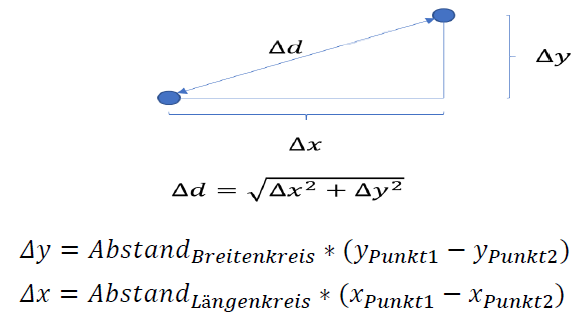 Δd
Δy
Δx
Δd = √Δx² + Δy²
Δy = Abstand_Breitenkreis * (y_Punkt1 − y_Punkt2)
Δx = Abstand_Längenkreis * (x_Punkt1 − x_Punkt2)